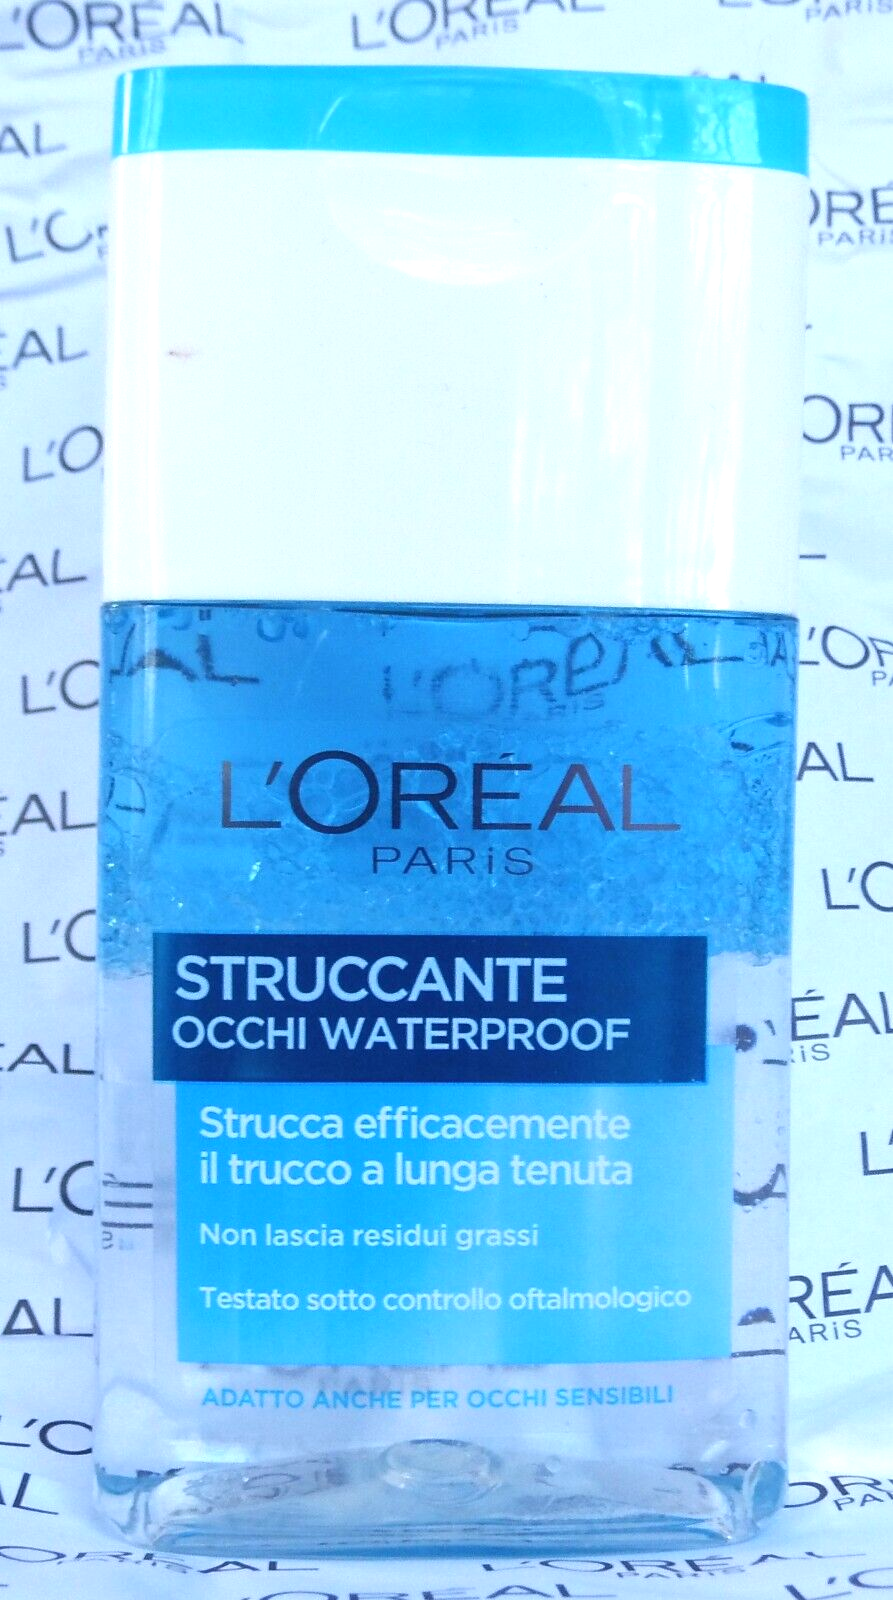 L'ORÉAL
PARiS
STRUCCANTE
OCCHI WATERPROOF
Strucca efficacemente
il trucco a lunga tenuta
Non lascia residui grassi
Testato sotto controllo oftalmologico
ADATTO ANCHE PER OCCHI SENSIBILI